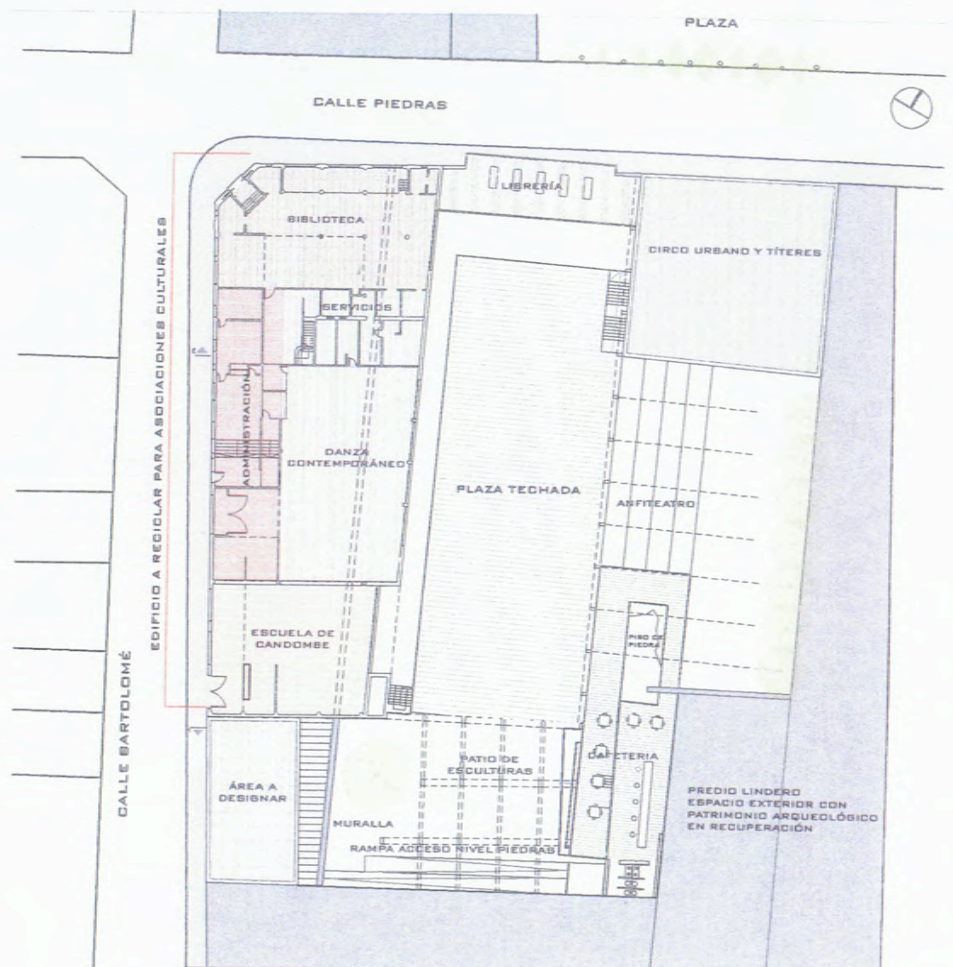 PLAZA
CALLE PIEDRAS
LIBRERÍA
BIBLIOTECA
CIRCO URBANO Y TÍTERES
EDIFICIO A RECICLAR PARA ASOCIACIONES CULTURALES
SERVICIOS
ADMINISTRACIÓN
DANZA
CONTEMPORÁNEO
PLAZA TECHADA
ANFITEATRO
ESCUELA DE
CANDOMBE
PISO DE
PIEDRA
CALLE BARTOLOMÉ
PATIO DE
ESCULTURAS
CAFETERIA
ÁREA A
DESIGNAR
PREDIO LINDERO
ESPACIO EXTERIOR CON
PATRIMONIO ARQUEOLÓGICO
EN RECUPERACIÓN
MURALLA
RAMPA ACCESO NIVEL PIEDRAS